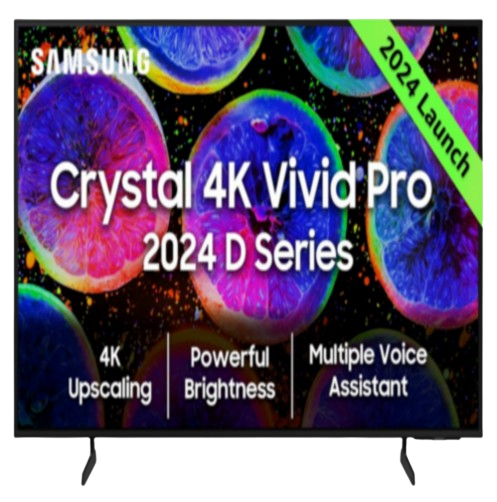 SAMSUNG
2024 Launch
Crystal 4K Vivid Pro
2024 D Series
4K
Upscaling
Powerful
Brightness
Multiple Voice
Assistant